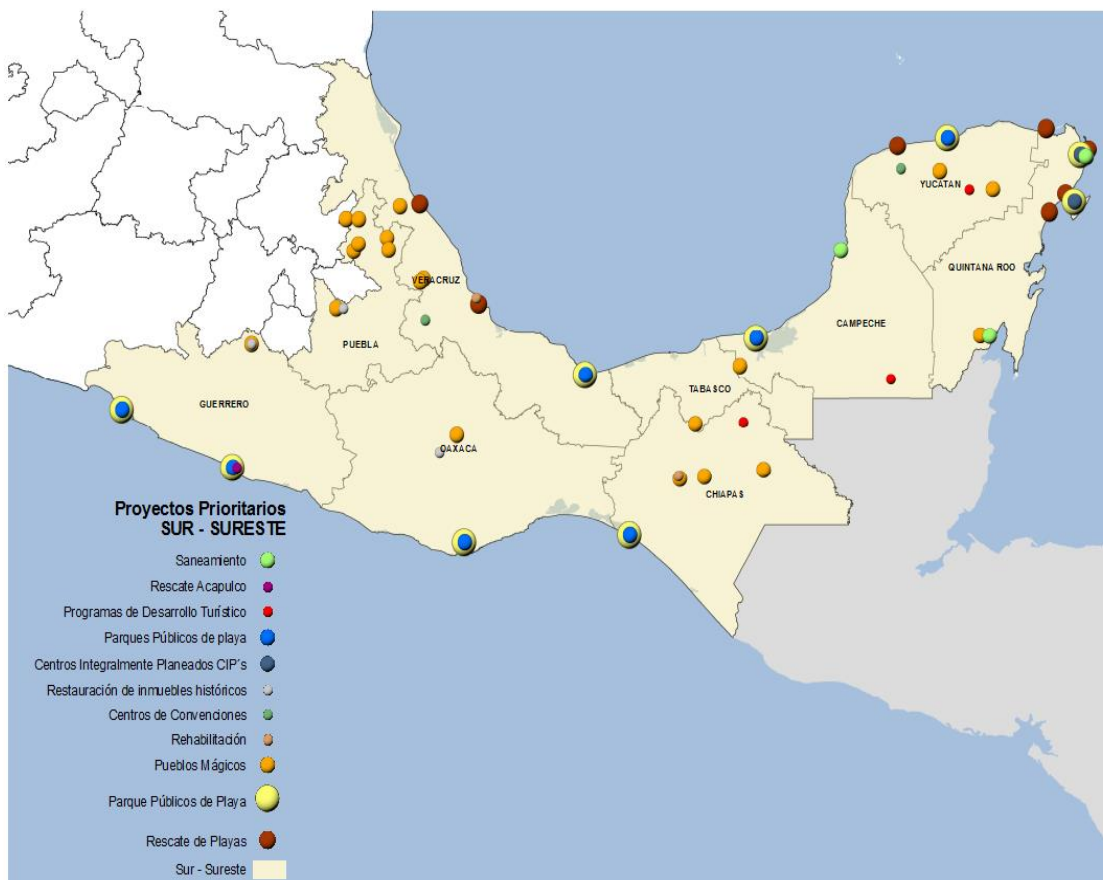 YUCATAN
QUINTANA ROO
VERACRUZ
CAMPECHE
PUEBLA
TABASCO
GUERRERO
OAXACA
CHIAPAS
Proyectos Prioritarios
SUR - SURESTE
Saneamiento
Rescate Acapulco
Programas de Desarrollo Turístico
Parques Públicos de playa
Centros Integralmente Planeados CIP´s
Restauración de inmuebles históricos
Centros de Convenciones
Rehabilitación
Pueblos Mágicos
Parque Públicos de Playa
Rescate de Playas
Sur - Sureste